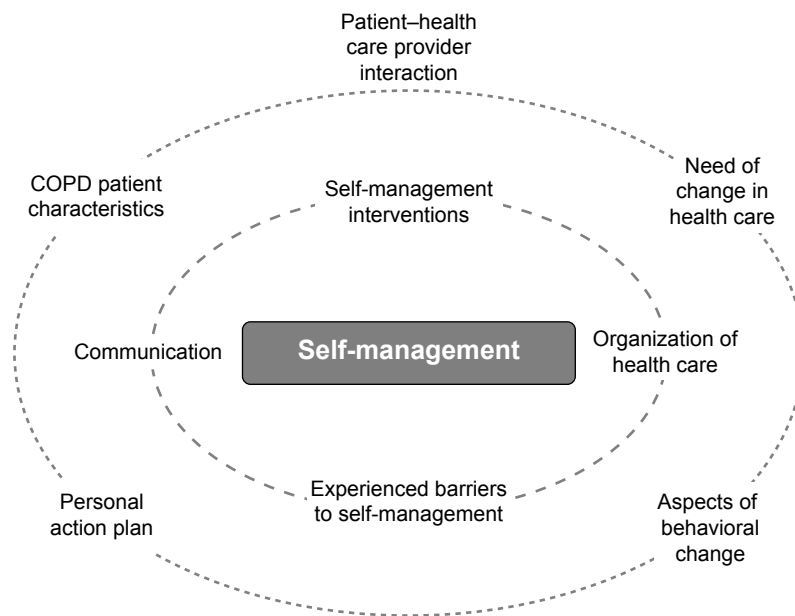 Patient–health
care provider
interaction
COPD patient
characteristics
Self-management
interventions
Need of
change in
health care
Communication
Self-management
Organization of
health care
Personal
action plan
Experienced barriers
to self-management
Aspects of
behavioral
change